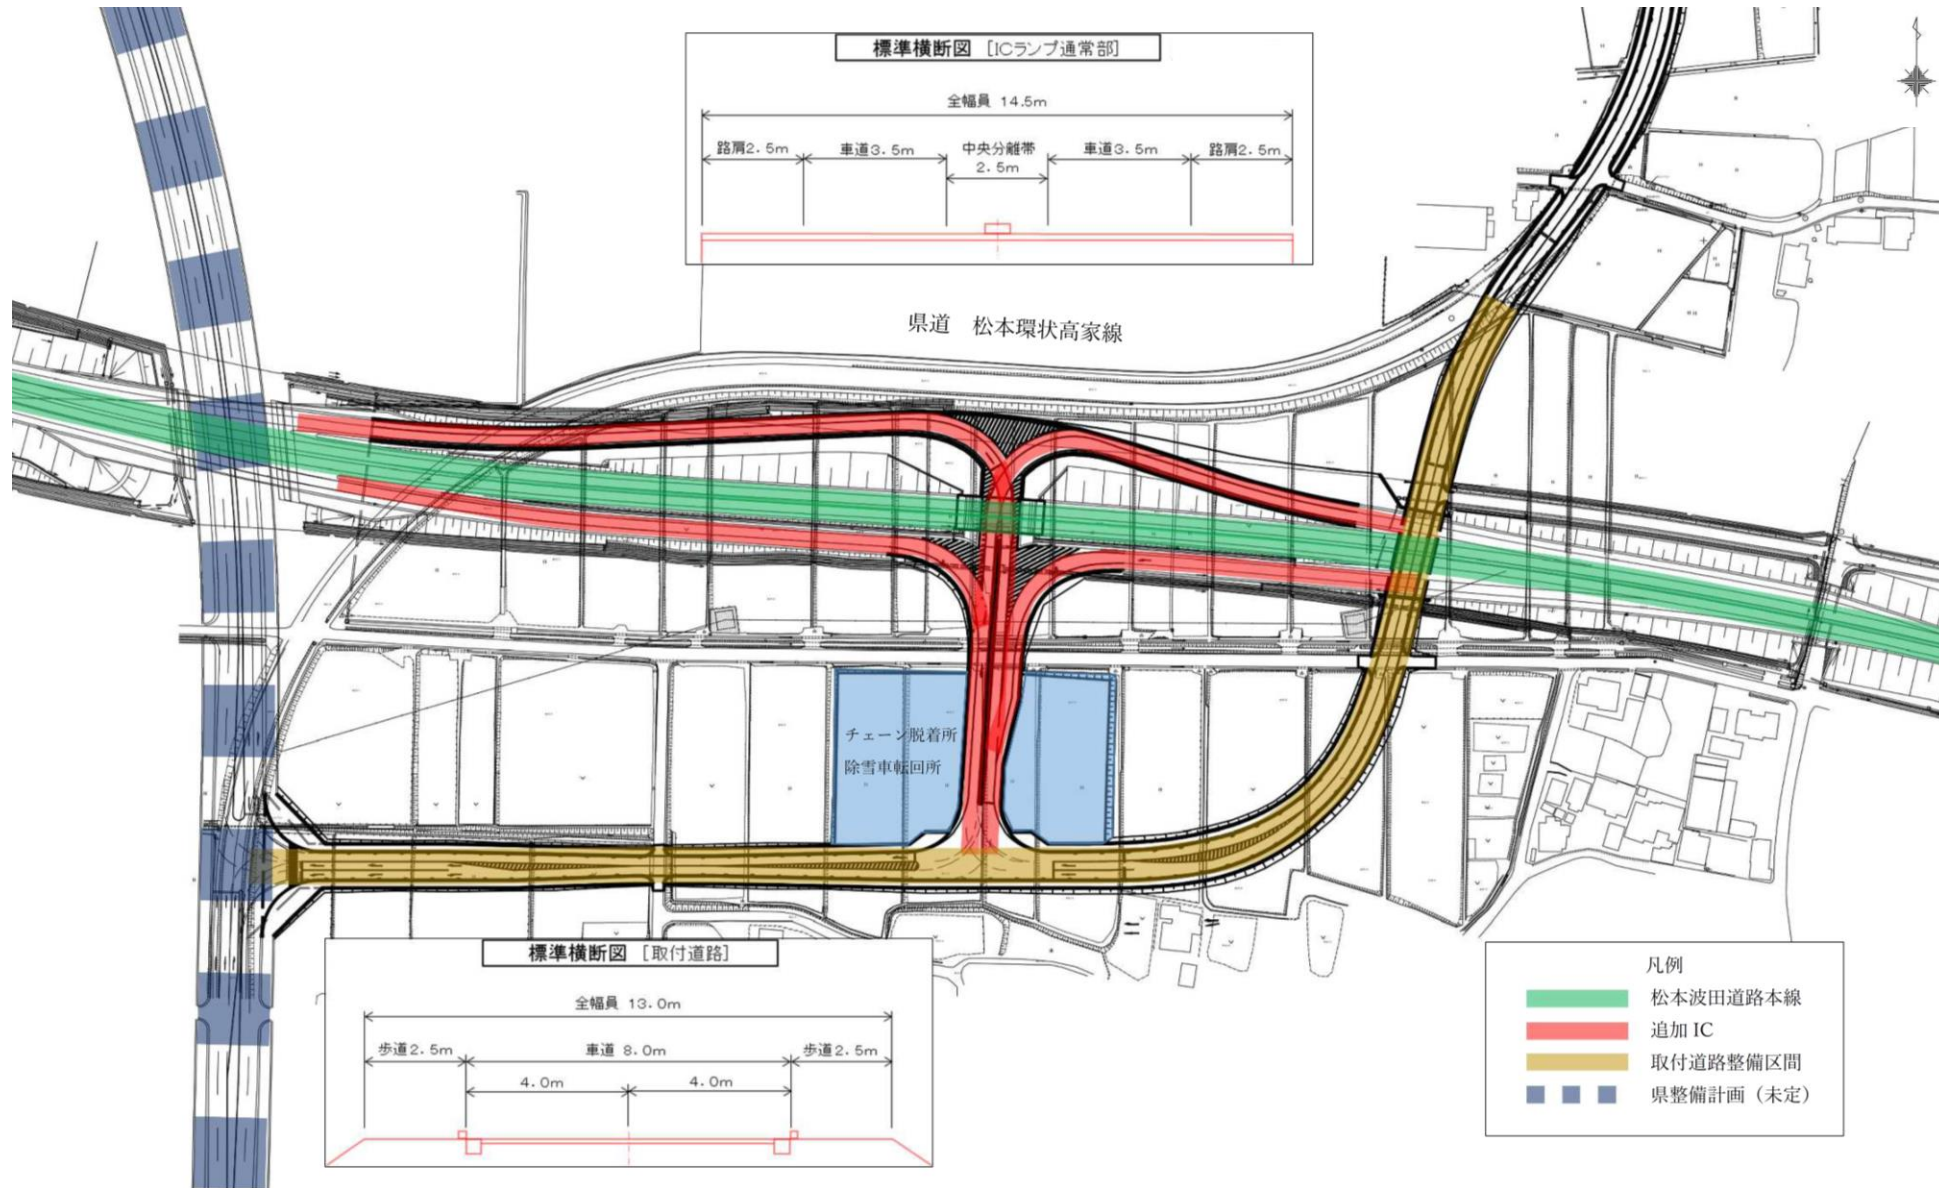 標準横断図 [ICランプ通常部]
全幅員 14.5m
路肩2.5m 車道3.5m 中央分離帯 2.5m 車道3.5m 路肩2.5m
県道 松本環状高家線
チェーン脱着所
除雪車転回所
標準横断図 [取付道路]
全幅員 13.0m
歩道2.5m 車道 8.0m 歩道2.5m
4.0m 4.0m
凡例
松本波田道路本線
追加 IC
取付道路整備区間
県整備計画（未定）